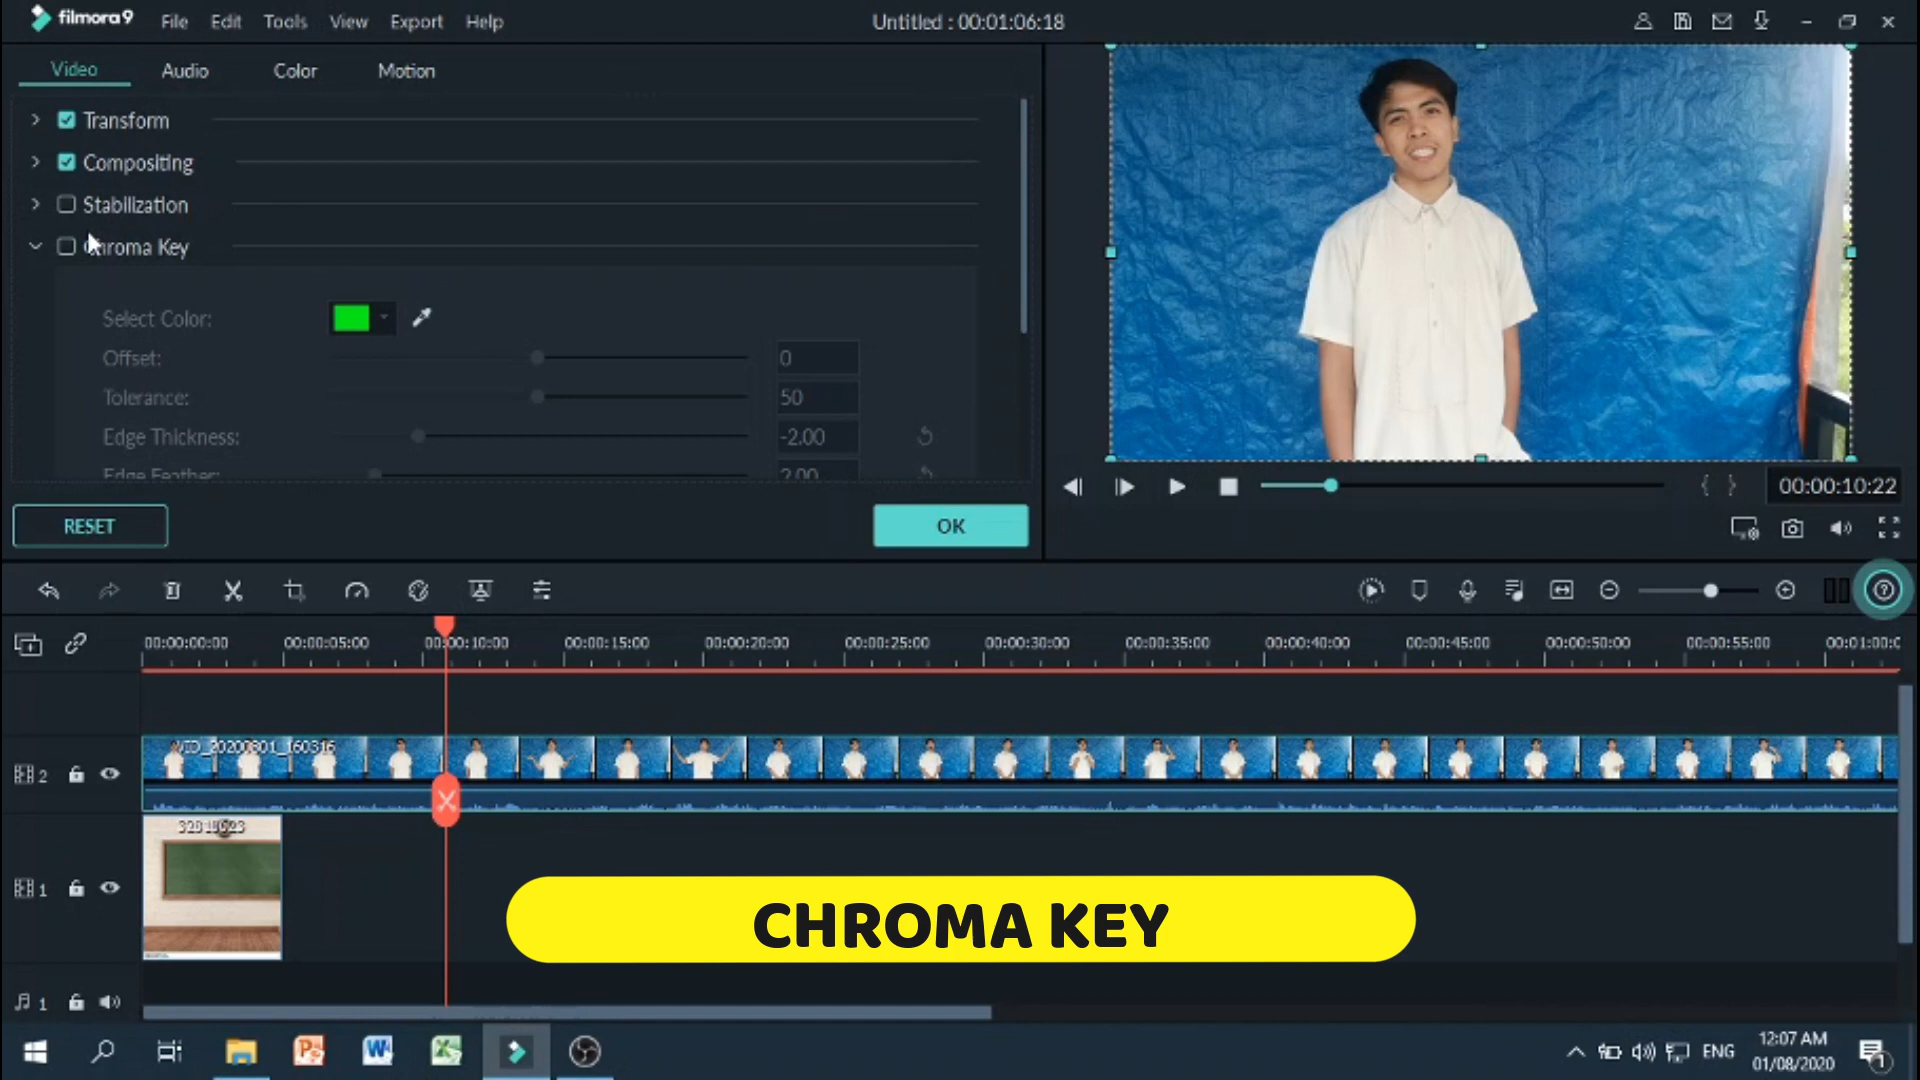 filmora9 File Edit Tools View Export Help Untitled : 00:01:06:18
Video Audio Color Motion
Transform
Compositing
Stabilization
Chroma Key
Select Color:
Offset: 0
Tolerance: 50
Edge Thickness: -2.00
Edge Feather: 2.00
RESET OK
00:00:10:22
00:00:00:00 00:00:05:00 00:00:10:00 00:00:15:00 00:00:20:00 00:00:25:00 00:00:30:00 00:00:35:00 00:00:40:00 00:00:45:00 00:00:50:00 00:00:55:00 00:01:00:0
VID_20200801_160316
2
1
CHROMA KEY
1
ENG
12:07 AM
01/08/2020
1